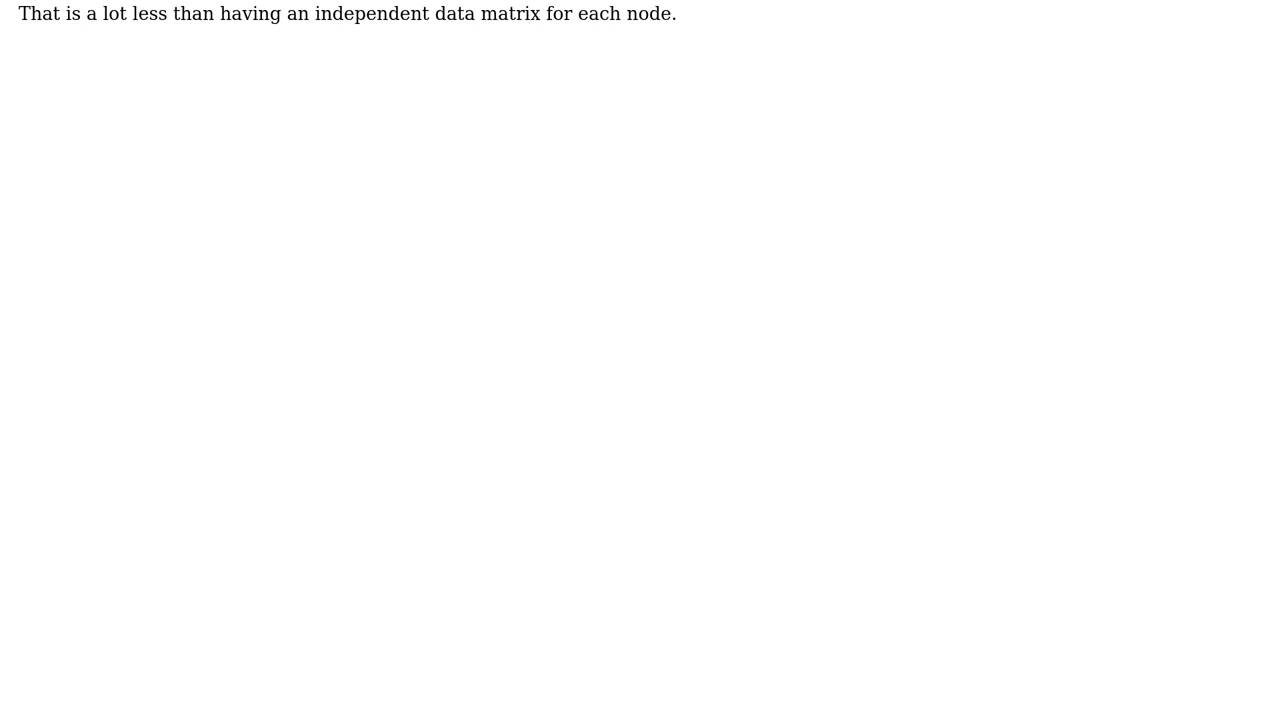 That is a lot less than having an independent data matrix for each node.